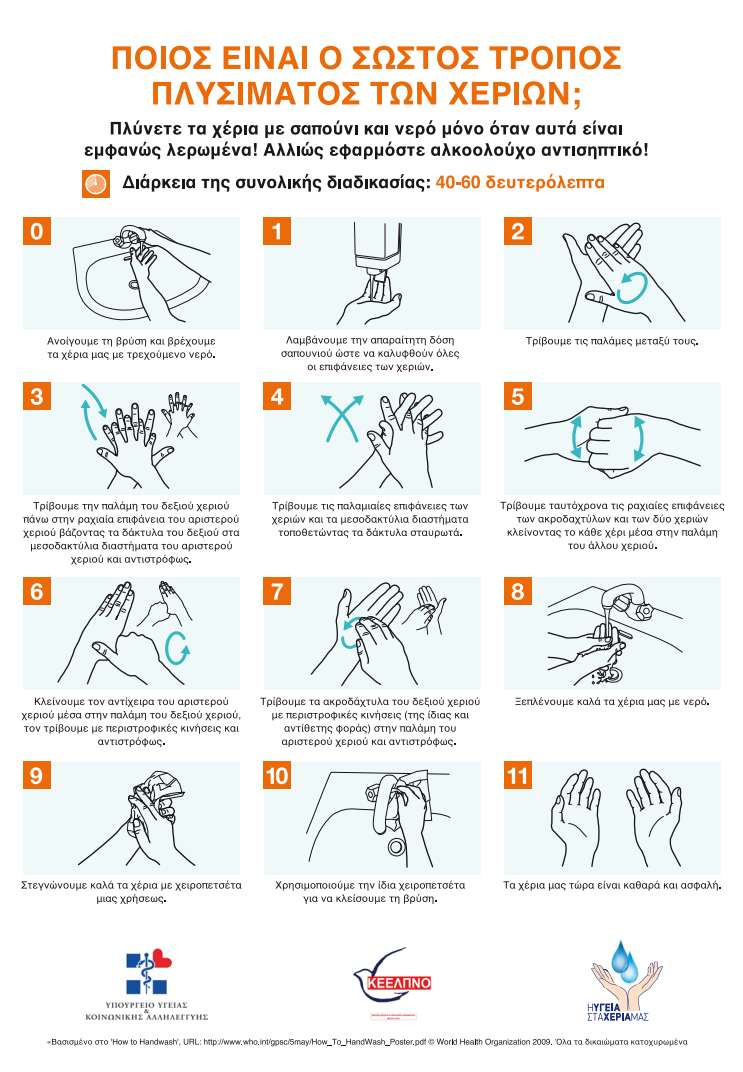 ΠΟΙΟΣ ΕΙΝΑΙ Ο ΣΩΣΤΟΣ ΤΡΟΠΟΣ
ΠΛΥΣΙΜΑΤΟΣ ΤΩΝ ΧΕΡΙΩΝ;
Πλύνετε τα χέρια με σαπούνι και νερό μόνο όταν αυτά είναι
εμφανώς λερωμένα! Αλλιώς εφαρμόστε αλκοολούχο αντισηπτικό!
Διάρκεια της συνολικής διαδικασίας: 40-60 δευτερόλεπτα
0
Ανοίγουμε τη βρύση και βρέχουμε
τα χέρια μας με τρεχούμενο νερό.
1
Λαμβάνουμε την απαραίτητη δόση
σαπουνιού ώστε να καλυφθούν όλες
οι επιφάνειες των χεριών.
2
Τρίβουμε τις παλάμες μεταξύ τους.
3
Τρίβουμε την παλάμη του δεξιού χεριού
πάνω στην ραχιαία επιφάνεια του αριστερού
χεριού βάζοντας τα δάκτυλα του δεξιού στα
μεσοδακτύλια διαστήματα του αριστερού
χεριού και αντιστρόφως.
4
Τρίβουμε τις παλαμιαίες επιφάνειες των
χεριών και τα μεσοδακτύλια διαστήματα
τοποθετώντας τα δάκτυλα σταυρωτά.
5
Τρίβουμε ταυτόχρονα τις ραχιαίες επιφάνειες
των ακροδαχτύλων και των δύο χεριών
κλείνοντας το κάθε χέρι μέσα στην παλάμη
του άλλου χεριού.
6
Κλείνουμε τον αντίχειρα του αριστερού
χεριού μέσα στην παλάμη του δεξιού χεριού,
τον τρίβουμε με περιστροφικές κινήσεις και
αντιστρόφως.
7
Τρίβουμε τα ακροδάχτυλα του δεξιού χεριού
με περιστροφικές κινήσεις (της ίδιας και
αντίθετης φοράς) στην παλάμη του
αριστερού χεριού και αντιστρόφως.
8
Ξεπλένουμε καλά τα χέρια μας με νερό.
9
Στεγνώνουμε καλά τα χέρια με χειροπετσέτα
μιας χρήσεως.
10
Χρησιμοποιούμε την ίδια χειροπετσέτα
για να κλείσουμε τη βρύση.
11
Τα χέρια μας τώρα είναι καθαρά και ασφαλή.
ΥΠΟΥΡΓΕΙΟ ΥΓΕΙΑΣ
&
ΚΟΙΝΩΝΙΚΗΣ ΑΛΛΗΛΕΓΓΥΗΣ
ΚΕΕΛΠΝΟ
ΗΥΓΕΙΑ
ΣΤΑΧΕΡΙΑΜΑΣ
«Βασισμένο στο 'How to Handwash', URL: http://www.who.int/gpsc/5may/How_To_HandWash_Poster.pdf © World Health Organization 2009. Όλα τα δικαιώματα κατοχυρωμένα